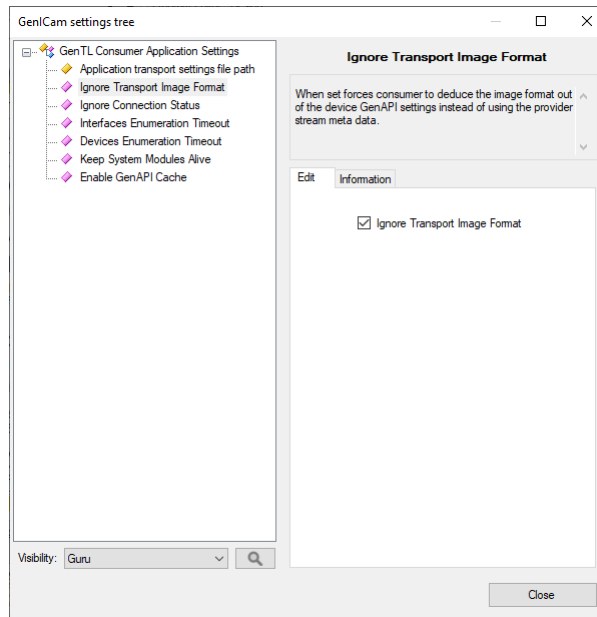 GenICam settings tree
GenTL Consumer Application Settings
Application transport settings file path
Ignore Transport Image Format
Ignore Connection Status
Interfaces Enumeration Timeout
Devices Enumeration Timeout
Keep System Modules Alive
Enable GenAPI Cache
Visibility: Guru
Ignore Transport Image Format
When set forces consumer to deduce the image format out
of the device GenAPI settings instead of using the provider
stream meta data.
Edit Information
Ignore Transport Image Format
Close